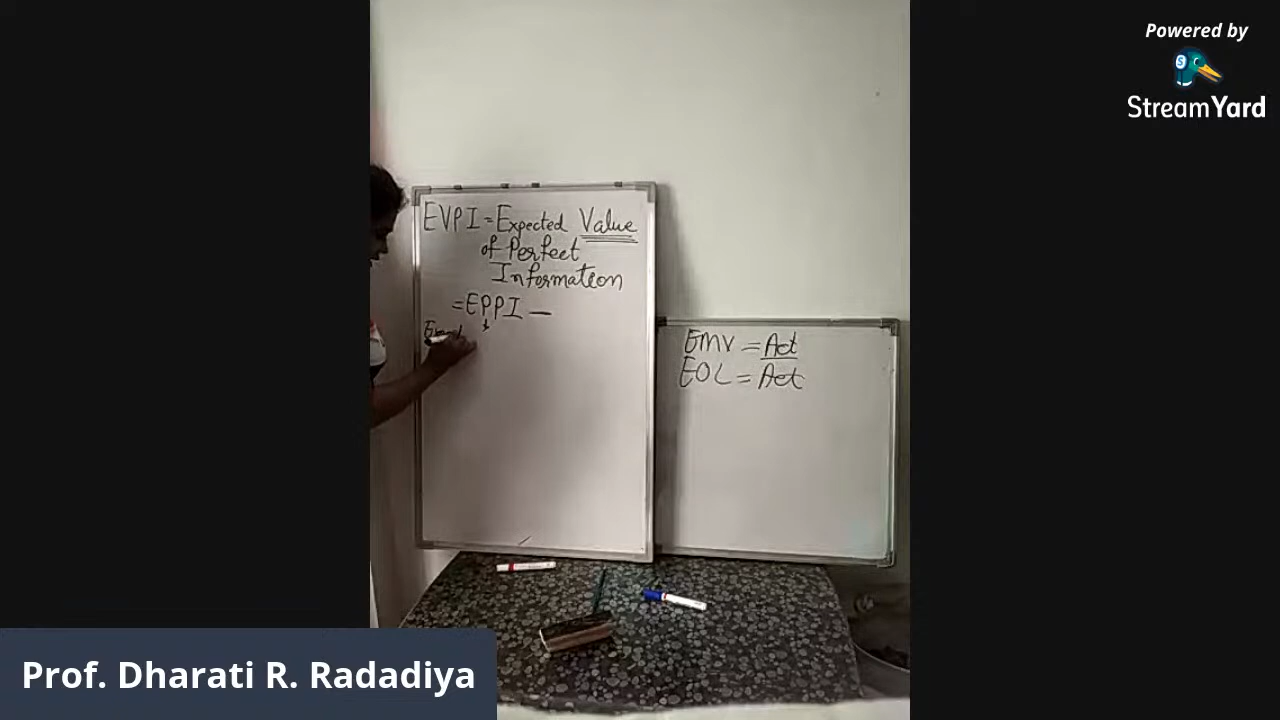 Powered by
StreamYard
EVPI = Expected Value
of Perfect
Information
= EPPI —
EMV = Act
EOL = Act
Prof. Dharati R. Radadiya